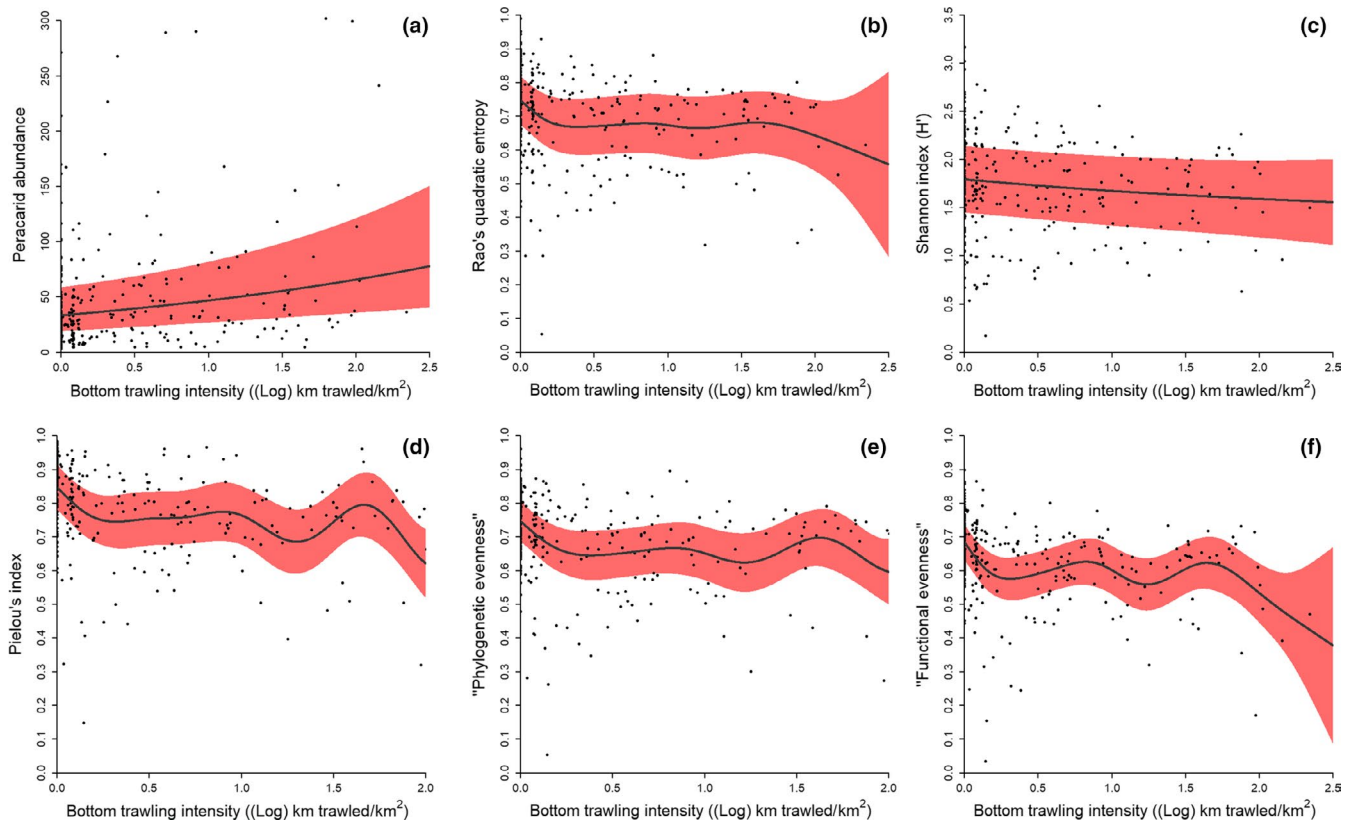 (a)
Peracarid abundance
300
250
200
150
100
50
0
0.0 0.5 1.0 1.5 2.0 2.5
Bottom trawling intensity ((Log) km trawled/km²)
(b)
Rao's quadratic entropy
1.0
0.9
0.8
0.7
0.6
0.5
0.4
0.3
0.2
0.1
0.0
0.0 0.5 1.0 1.5 2.0 2.5
Bottom trawling intensity ((Log) km trawled/km²)
(c)
Shannon index (H')
3.5
3.0
2.5
2.0
1.5
1.0
0.5
0.0
0.0 0.5 1.0 1.5 2.0 2.5
Bottom trawling intensity ((Log) km trawled/km²)
(d)
Pielou's index
1.0
0.9
0.8
0.7
0.6
0.5
0.4
0.3
0.2
0.1
0.0
0.0 0.5 1.0 1.5 2.0
Bottom trawling intensity ((Log) km trawled/km²)
(e)
"Phylogenetic evenness"
1.0
0.9
0.8
0.7
0.6
0.5
0.4
0.3
0.2
0.1
0.0
0.0 0.5 1.0 1.5 2.0
Bottom trawling intensity ((Log) km trawled/km²)
(f)
"Functional evenness"
1.0
0.9
0.8
0.7
0.6
0.5
0.4
0.3
0.2
0.1
0.0
0.0 0.5 1.0 1.5 2.0 2.5
Bottom trawling intensity ((Log) km trawled/km²)